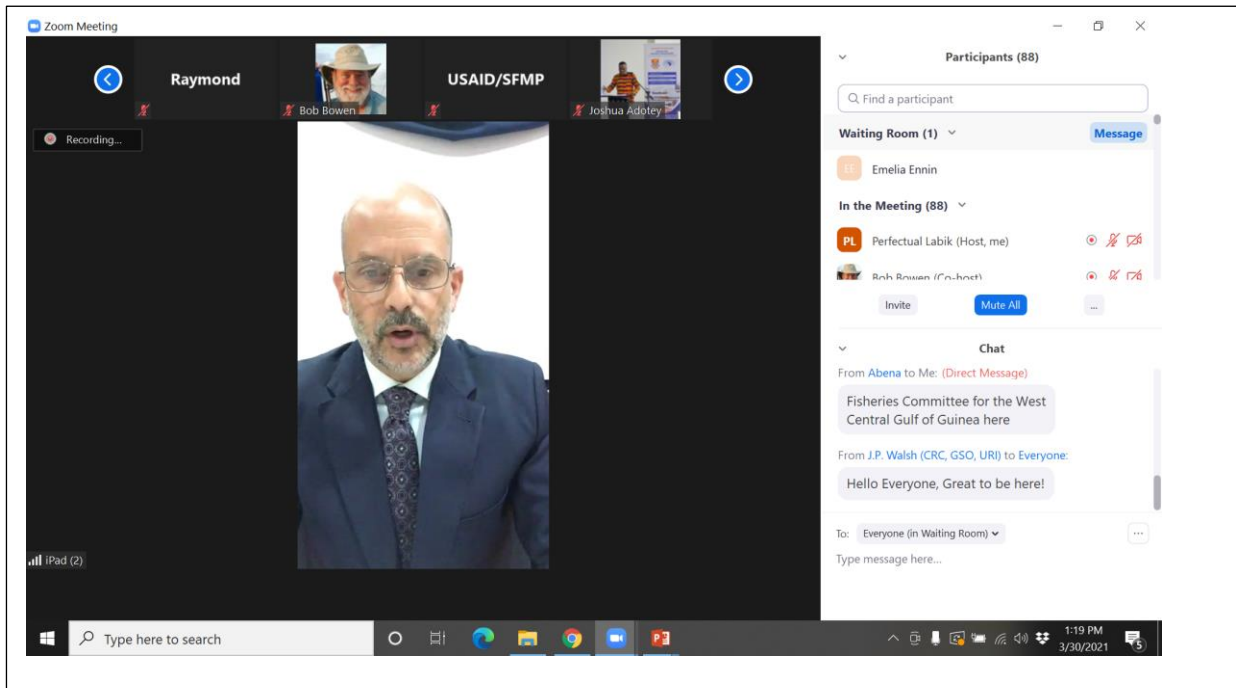 Zoom Meeting
Raymond
Bob Bowen
USAID/SFMP
Joshua Adotey
Recording...
iPad (2)
Participants (88)
Find a participant
Waiting Room (1)
Message
EE
Emelia Ennin
In the Meeting (88)
PL
Perfectual Labik (Host, me)
Bob Bowen (Co-host)
Invite
Mute All
...
Chat
From Abena to Me: (Direct Message)
Fisheries Committee for the West
Central Gulf of Guinea here
From J.P. Walsh (CRC, GSO, URI) to Everyone:
Hello Everyone, Great to be here!
To: Everyone (in Waiting Room)
...
Type message here...
Type here to search
1:19 PM
3/30/2021
5